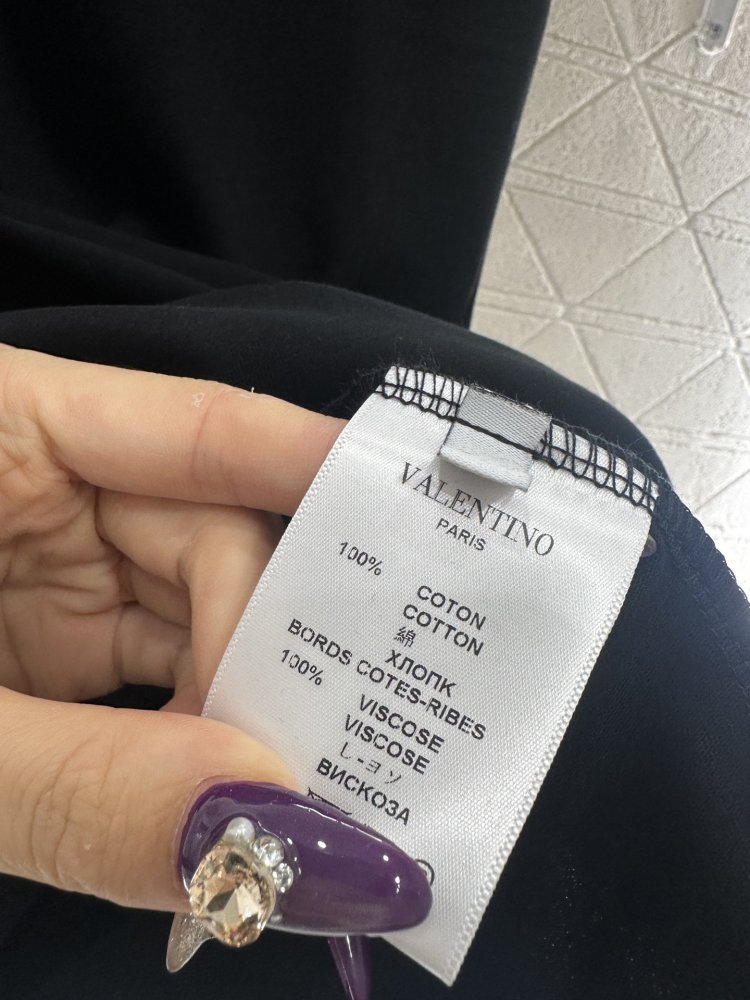 VALENTINO
PARIS
100% COTON
COTTON
綿
ХЛОПК
BORDS COTES-RIBES
100% VISCOSE
VISCOSE
レーヨン
ВИСКОЗА